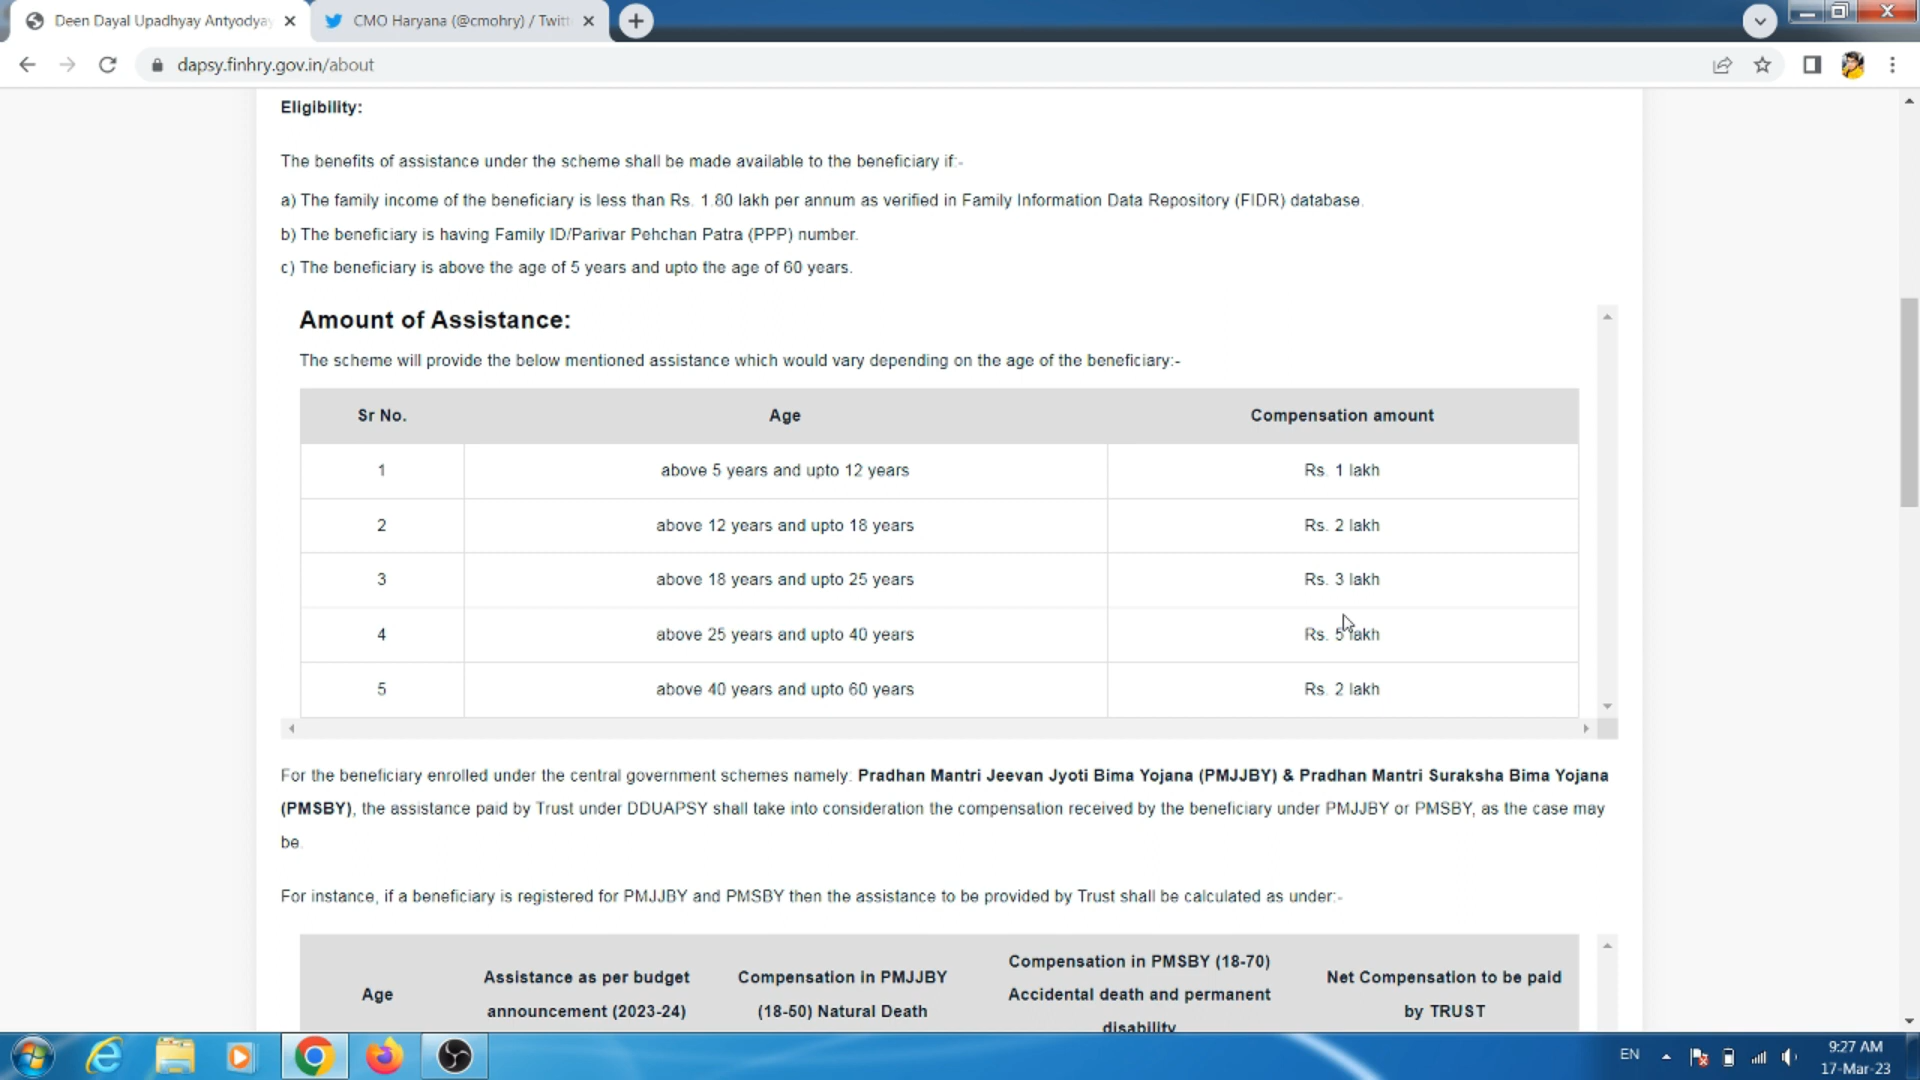 Deen Dayal Upadhyay Antyodya
CMO Haryana (@cmohry) / Twitt
dapsy.finhry.gov.in/about
Eligibility:
The benefits of assistance under the scheme shall be made available to the beneficiary if:-
a) The family income of the beneficiary is less than Rs. 1.80 lakh per annum as verified in Family Information Data Repository (FIDR) database.
b) The beneficiary is having Family ID/Parivar Pehchan Patra (PPP) number.
c) The beneficiary is above the age of 5 years and upto the age of 60 years.
Amount of Assistance:
The scheme will provide the below mentioned assistance which would vary depending on the age of the beneficiary:-
Sr No. Age Compensation amount
1 above 5 years and upto 12 years Rs. 1 lakh
2 above 12 years and upto 18 years Rs. 2 lakh
3 above 18 years and upto 25 years Rs. 3 lakh
4 above 25 years and upto 40 years Rs. 5 lakh
5 above 40 years and upto 60 years Rs. 2 lakh
For the beneficiary enrolled under the central government schemes namely: Pradhan Mantri Jeevan Jyoti Bima Yojana (PMJJBY) & Pradhan Mantri Suraksha Bima Yojana
(PMSBY), the assistance paid by Trust under DDUAPSY shall take into consideration the compensation received by the beneficiary under PMJJBY or PMSBY, as the case may
be.
For instance, if a beneficiary is registered for PMJJBY and PMSBY then the assistance to be provided by Trust shall be calculated as under:-
Age
Assistance as per budget
announcement (2023-24)
Compensation in PMJJBY
(18-50) Natural Death
Compensation in PMSBY (18-70)
Accidental death and permanent
disability
Net Compensation to be paid
by TRUST
EN
9:27 AM
17-Mar-23